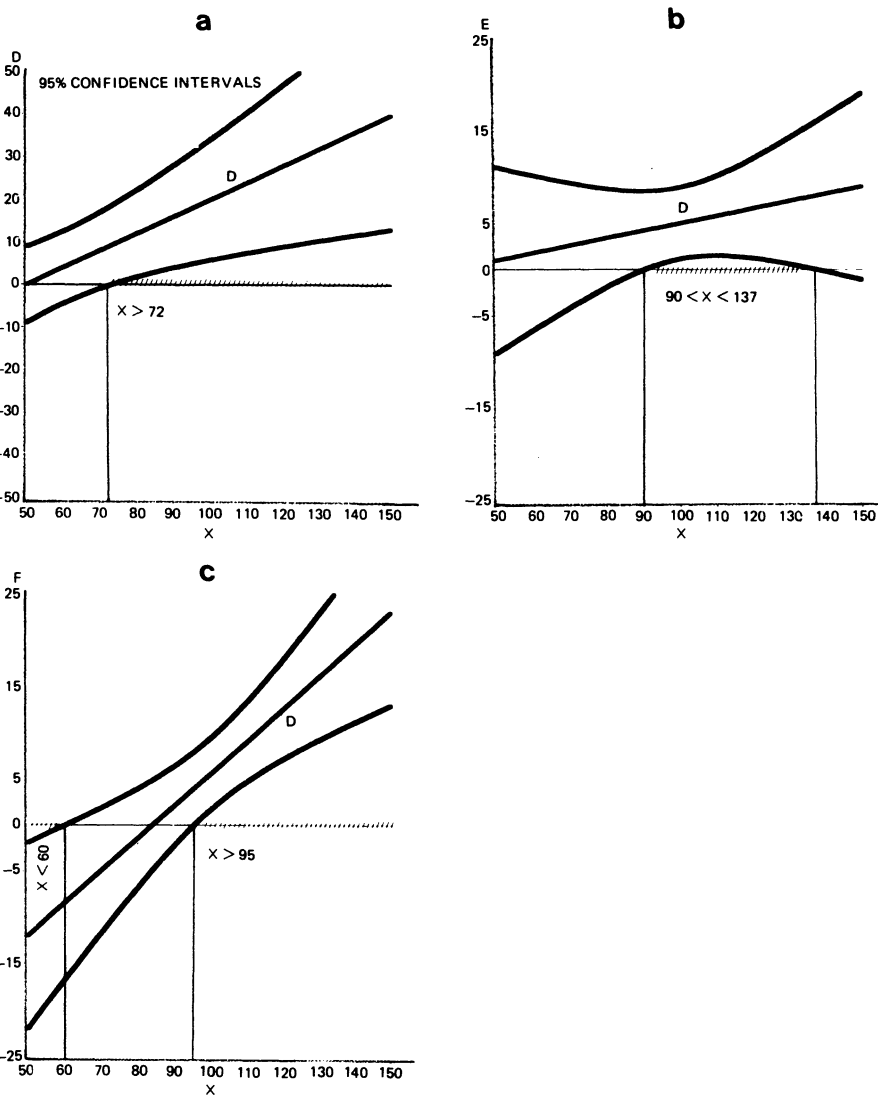 a
D
95% CONFIDENCE INTERVALS
50
40
30
20
10
0
-10
-20
-30
-40
-50
D
X > 72
50 60 70 80 90 100 110 120 130 140 150
X
b
E
25
15
5
0
-5
-15
-25
D
90 < X < 137
50 60 70 80 90 100 110 120 130 140 150
X
c
F
25
15
5
0
-5
-15
-25
D
X < 60
X > 95
50 60 70 80 90 100 110 120 130 140 150
X